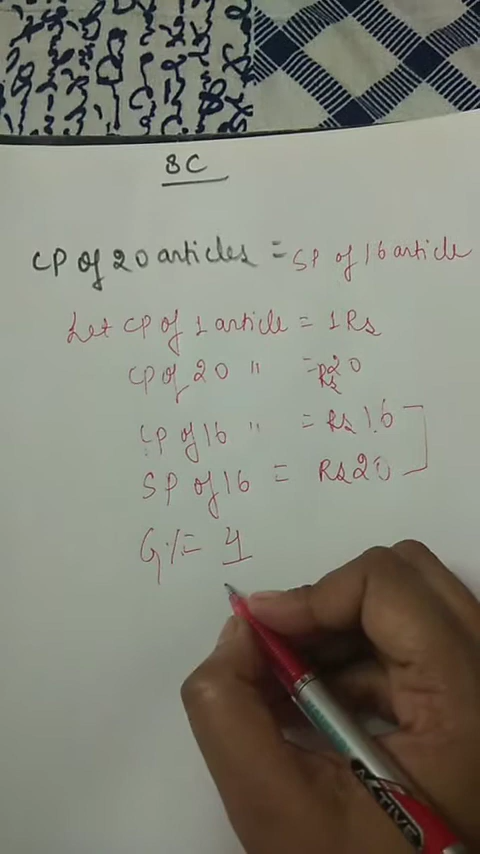 8C
CP of 20 articles = SP of 16 article
Let CP of 1 article = 1 Rs
CP of 20 " = Rs 20
CP of 16 " = Rs 16
SP of 16 = Rs 20
G% = 4
ACTIVE